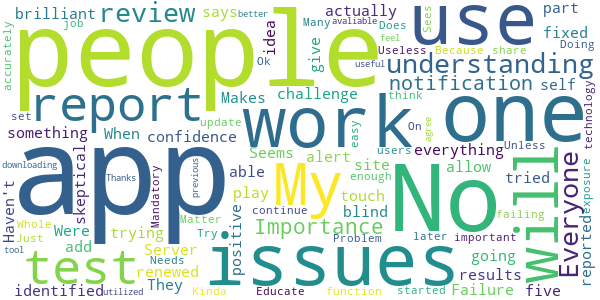 brilliant review says actually part
Many idea better avaliable Does Sees
job Ok give Useless Because share fixed
accurately people use Doing
understanding
set report Makes challenge notification self
update think
something When confidence work one technology
Seems alert site everything Unless
Haven't skeptical app easy users On agree
feel useful
downloading Thanks previous able enough allow tried
Mandatory play My touch No will Everyone exposure
continue blind reported
Whole Were add Matter Importance
Just trying Try Problem later important failing
tool test Server positive issues going
Needs renewed results
identified They Kinda Educate function started Failure five
utilized